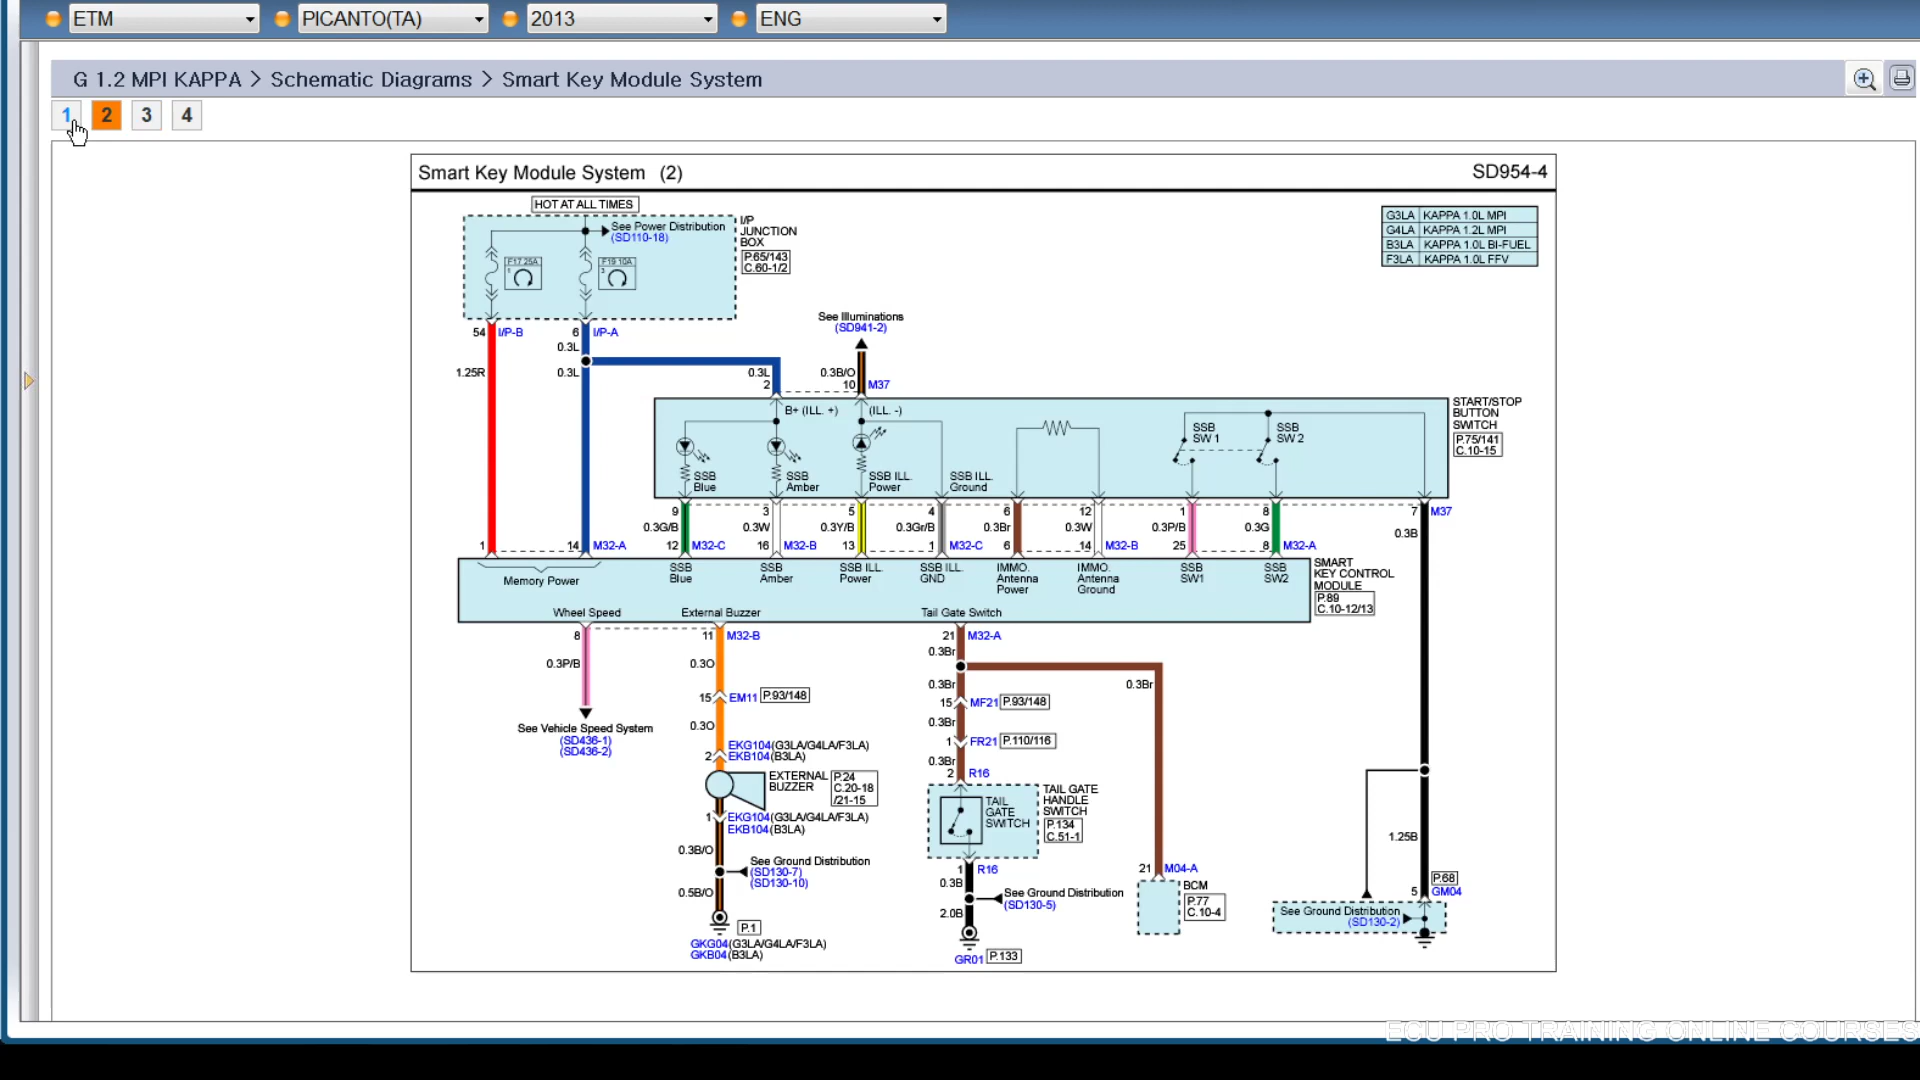 ETM PICANTO(TA) 2013 ENG
G 1.2 MPI KAPPA > Schematic Diagrams > Smart Key Module System
1 2 3 4
Smart Key Module System (2) SD954-4
HOT AT ALL TIMES
See Power Distribution
(SD110-18)
I/P
JUNCTION
BOX
P.65/143
C.60-1/2
F17 25A
1
F19 10A
3
G3LA KAPPA 1.0L MPI
G4LA KAPPA 1.2L MPI
B3LA KAPPA 1.0L BI-FUEL
F3LA KAPPA 1.0L FFV
54 I/P-B 6 I/P-A
0.3L
1.25R 0.3L
See Illuminations
(SD941-2)
0.3L 0.3B/O
2 10 M37
B+ (ILL. +) (ILL. -)
START/STOP
BUTTON
SWITCH
P.75/141
C.10-15
SSB
SW 1
SSB
SW 2
SSB
Blue
SSB
Amber
SSB ILL.
Power
SSB ILL.
Ground
9 3 5 4 6 12 1 8 7 M37
0.3G/B 0.3W 0.3Y/B 0.3Gr/B 0.3Br 0.3W 0.3P/B 0.3G 0.3B
1 14 M32-A 12 M32-C 16 M32-B 13 1 M32-C 6 14 M32-B 25 8 M32-A
Memory Power
SSB
Blue
SSB
Amber
SSB ILL.
Power
SSB ILL.
GND
IMMO.
Antenna
Power
IMMO.
Antenna
Ground
SSB
SW1
SSB
SW2
SMART
KEY CONTROL
MODULE
P.89
C.10-12/13
Wheel Speed External Buzzer Tail Gate Switch
8 11 M32-B 21 M32-A
0.3P/B 0.3O 0.3Br
See Vehicle Speed System
(SD436-1)
(SD436-2)
15 EM11 P.93/148
0.3O
EKG104(G3LA/G4LA/F3LA)
2 EKB104(B3LA)
EXTERNAL
BUZZER
P.24
C.20-18
/21-15
1 EKG104(G3LA/G4LA/F3LA)
EKB104(B3LA)
0.3B/O
See Ground Distribution
(SD130-7)
(SD130-10)
0.5B/O
P.1
GKG04(G3LA/G4LA/F3LA)
GKB04(B3LA)
0.3Br 0.3Br
15 MF21 P.93/148
0.3Br
1 FR21 P.110/116
0.3Br
2 R16
TAIL
GATE
SWITCH
TAIL GATE
HANDLE
SWITCH
P.134
C.51-1
1 R16
0.3B
See Ground Distribution
(SD130-5)
2.0B
GR01 P.133
21 M04-A
BCM
P.77
C.10-4
1.25B
P.68
5 GM04
See Ground Distribution
(SD130-2)
ECU PRO TRAINING ONLINE COURSES